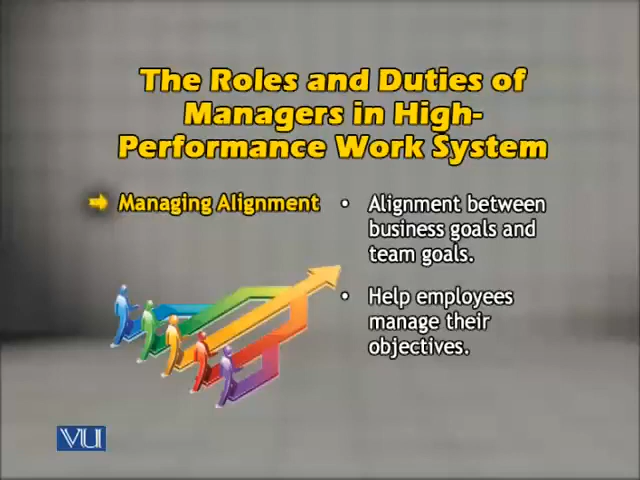 The Roles and Duties of
Managers in High-
Performance Work System
Managing Alignment
• Alignment between
business goals and
team goals.
• Help employees
manage their
objectives.
VU